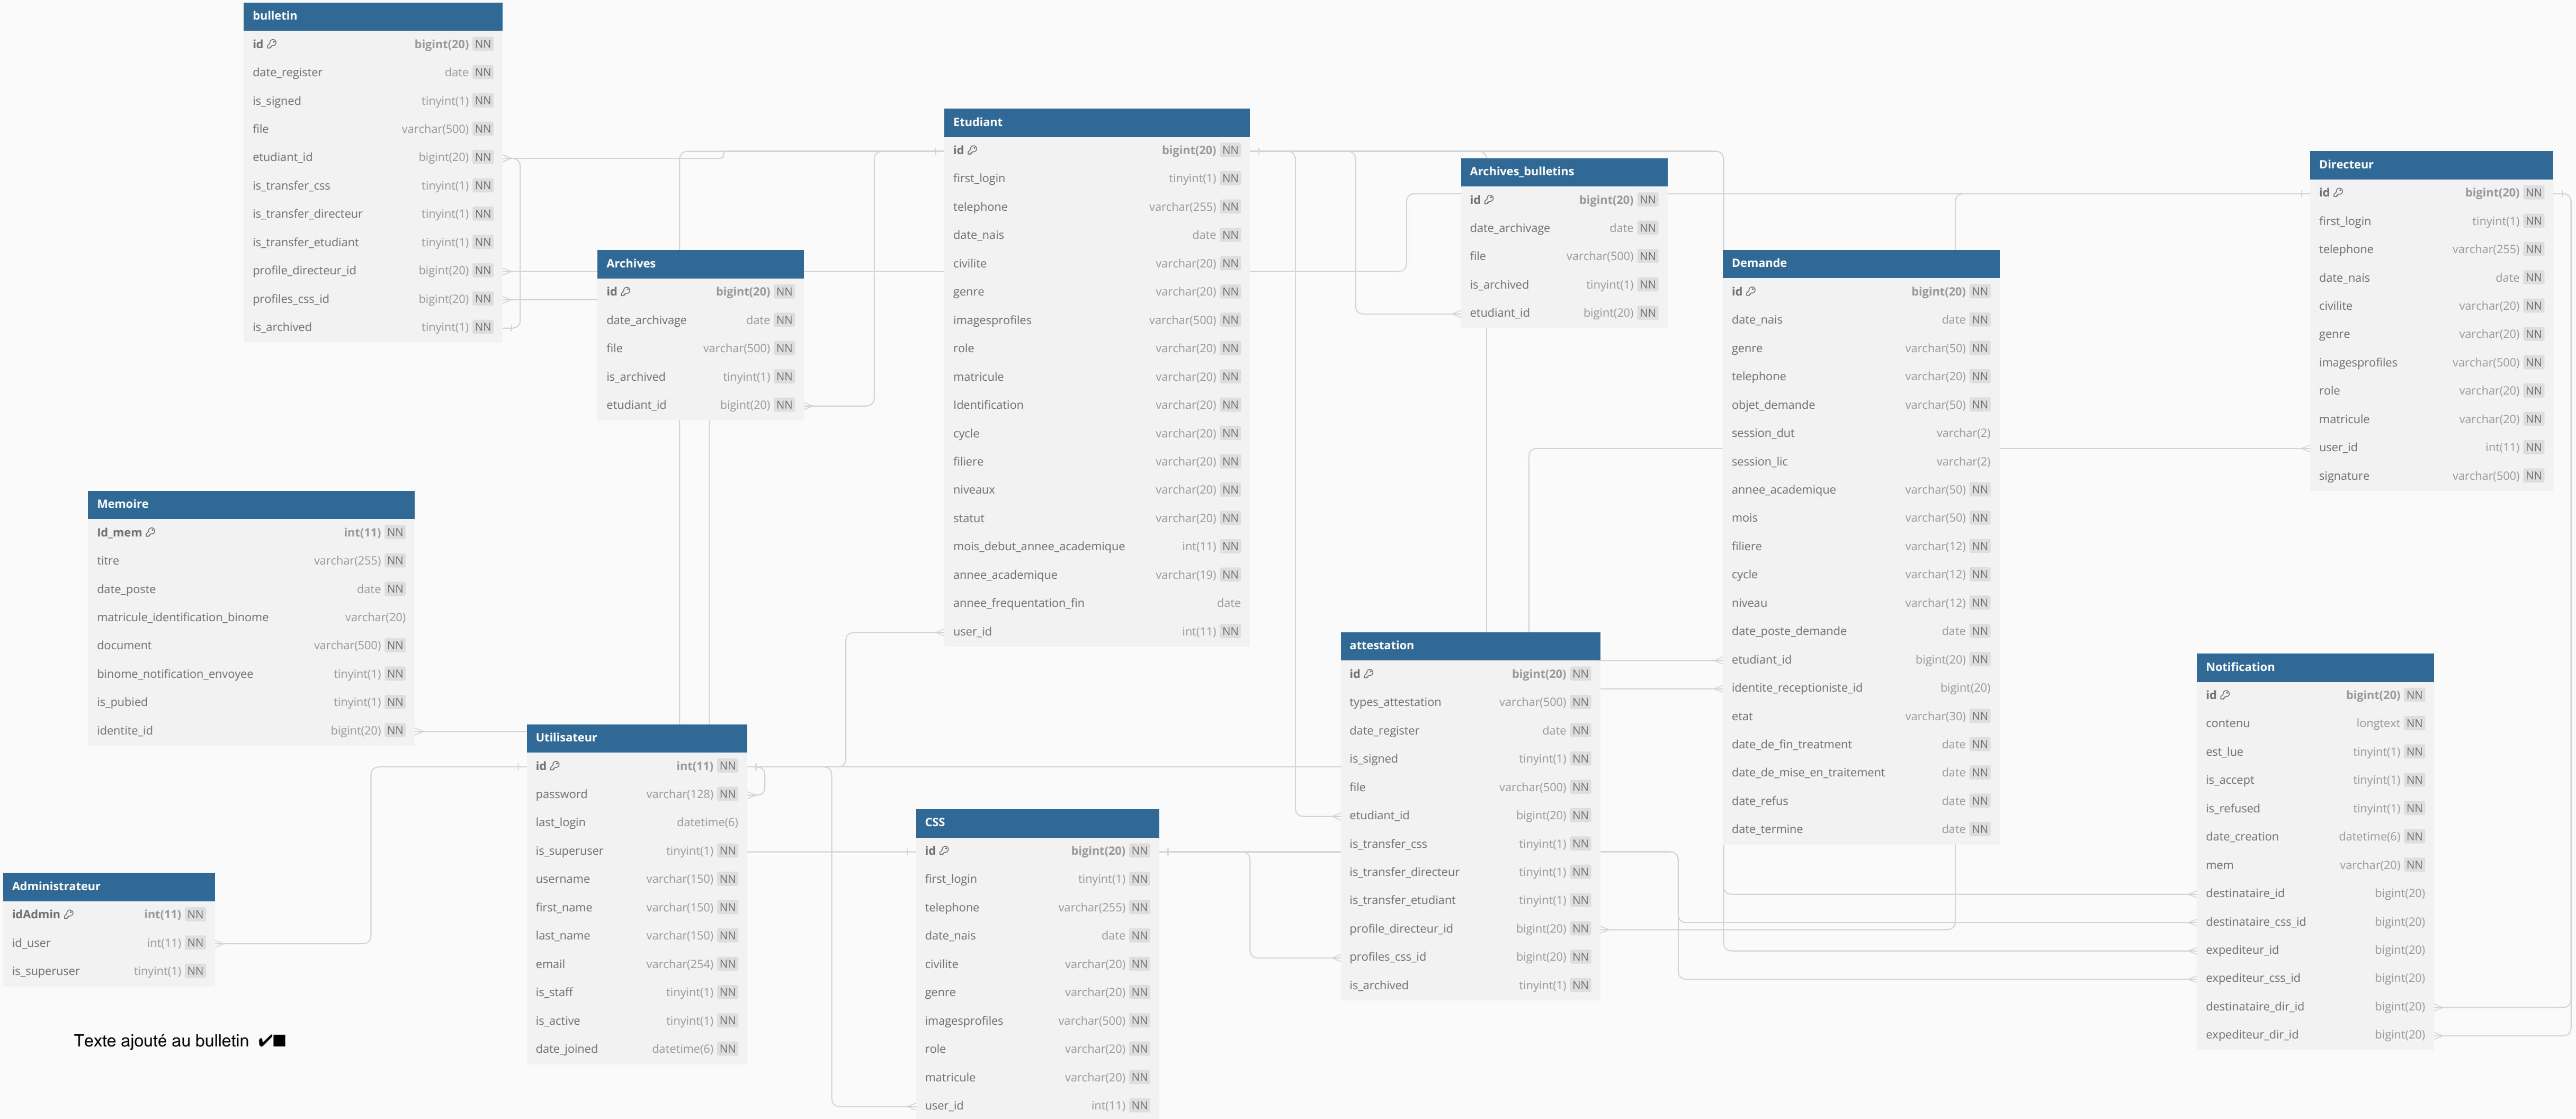 bulletin
id bigint(20) NN
date_register date NN
is_signed tinyint(1) NN
file varchar(500) NN
etudiant_id bigint(20) NN
is_transfer_css tinyint(1) NN
is_transfer_directeur tinyint(1) NN
is_transfer_etudiant tinyint(1) NN
profile_directeur_id bigint(20) NN
profiles_css_id bigint(20) NN
is_archived tinyint(1) NN
Etudiant
id bigint(20) NN
first_login tinyint(1) NN
telephone varchar(255) NN
date_nais date NN
civilite varchar(20) NN
genre varchar(20) NN
imagesprofiles varchar(500) NN
role varchar(20) NN
matricule varchar(20) NN
Identification varchar(20) NN
cycle varchar(20) NN
filiere varchar(20) NN
niveaux varchar(20) NN
statut varchar(20) NN
mois_debut_annee_academique int(11) NN
annee_academique varchar(19) NN
annee_frequentation_fin date
user_id int(11) NN
Archives_bulletins
id bigint(20) NN
date_archivage date NN
file varchar(500) NN
is_archived tinyint(1) NN
etudiant_id bigint(20) NN
Directeur
id bigint(20) NN
first_login tinyint(1) NN
telephone varchar(255) NN
date_nais date NN
civilite varchar(20) NN
genre varchar(20) NN
imagesprofiles varchar(500) NN
role varchar(20) NN
matricule varchar(20) NN
user_id int(11) NN
signature varchar(500) NN
Archives
id bigint(20) NN
date_archivage date NN
file varchar(500) NN
is_archived tinyint(1) NN
etudiant_id bigint(20) NN
Demande
id bigint(20) NN
date_nais date NN
genre varchar(50) NN
telephone varchar(20) NN
objet_demande varchar(50) NN
session_dut varchar(2)
session_lic varchar(2)
annee_academique varchar(50) NN
mois varchar(50) NN
filiere varchar(12) NN
cycle varchar(12) NN
niveau varchar(12) NN
date_poste_demande date NN
etudiant_id bigint(20) NN
identite_receptioniste_id bigint(20)
etat varchar(30) NN
date_de_fin_treatment date NN
date_de_mise_en_traitement date NN
date_refus date NN
date_termine date NN
Memoire
Id_mem int(11) NN
titre varchar(255) NN
date_poste date NN
matricule_identification_binome varchar(20)
document varchar(500) NN
binome_notification_envoyee tinyint(1) NN
is_pubied tinyint(1) NN
identite_id bigint(20) NN
attestation
id bigint(20) NN
types_attestation varchar(500) NN
date_register date NN
is_signed tinyint(1) NN
file varchar(500) NN
etudiant_id bigint(20) NN
is_transfer_css tinyint(1) NN
is_transfer_directeur tinyint(1) NN
is_transfer_etudiant tinyint(1) NN
profile_directeur_id bigint(20) NN
profiles_css_id bigint(20) NN
is_archived tinyint(1) NN
Notification
id bigint(20) NN
contenu longtext NN
est_lue tinyint(1) NN
is_accept tinyint(1) NN
is_refused tinyint(1) NN
date_creation datetime(6) NN
mem varchar(20) NN
destinataire_id bigint(20)
destinataire_css_id bigint(20)
expediteur_id bigint(20)
expediteur_css_id bigint(20)
destinataire_dir_id bigint(20)
expediteur_dir_id bigint(20)
Utilisateur
id int(11) NN
password varchar(128) NN
last_login datetime(6)
is_superuser tinyint(1) NN
username varchar(150) NN
first_name varchar(150) NN
last_name varchar(150) NN
email varchar(254) NN
is_staff tinyint(1) NN
is_active tinyint(1) NN
date_joined datetime(6) NN
CSS
id bigint(20) NN
first_login tinyint(1) NN
telephone varchar(255) NN
date_nais date NN
civilite varchar(20) NN
genre varchar(20) NN
imagesprofiles varchar(500) NN
role varchar(20) NN
matricule varchar(20) NN
user_id int(11) NN
Administrateur
idAdmin int(11) NN
id_user int(11) NN
is_superuser tinyint(1) NN
Texte ajouté au bulletin ✔■